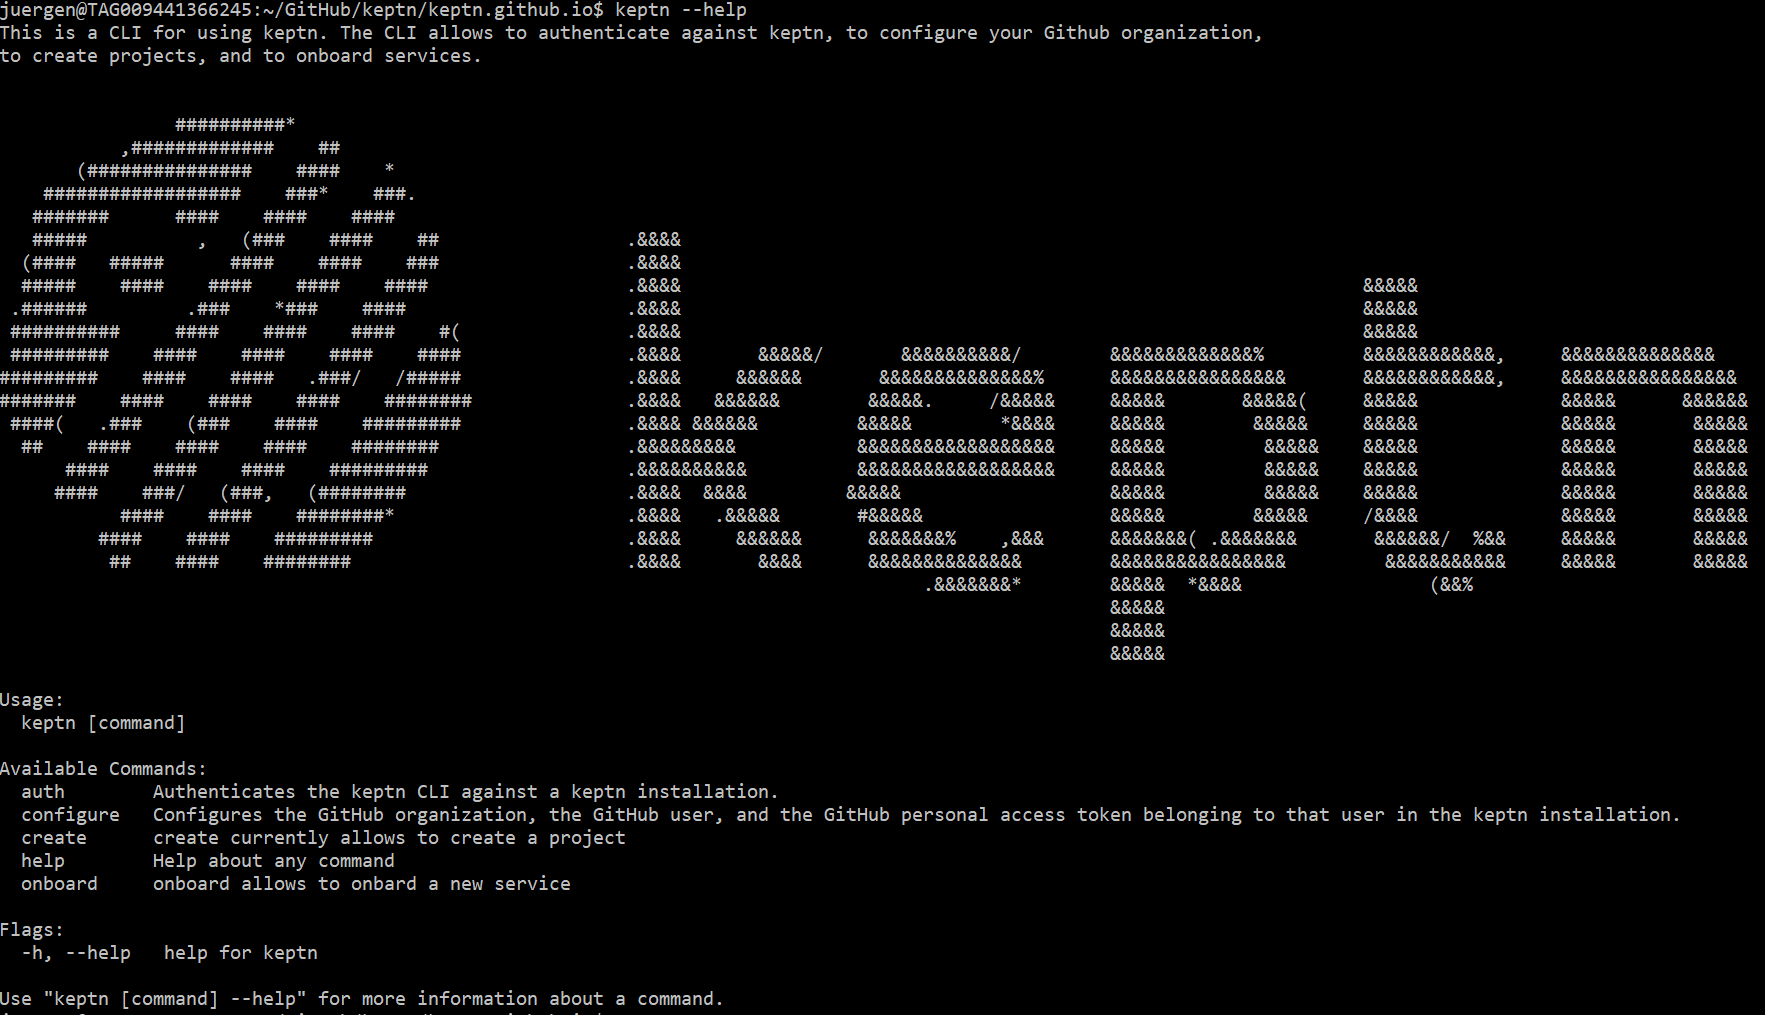 juergen@TAG009441366245:~/GitHub/keptn/keptn.github.io$ keptn --help
This is a CLI for using keptn. The CLI allows to authenticate against keptn, to configure your Github organization,
to create projects, and to onboard services.
keptn
Usage:
keptn [command]
Available Commands:
auth Authenticates the keptn CLI against a keptn installation.
configure Configures the GitHub organization, the GitHub user, and the GitHub personal access token belonging to that user in the keptn installation.
create create currently allows to create a project
help Help about any command
onboard onboard allows to onbard a new service
Flags:
-h, --help help for keptn
Use "keptn [command] --help" for more information about a command.